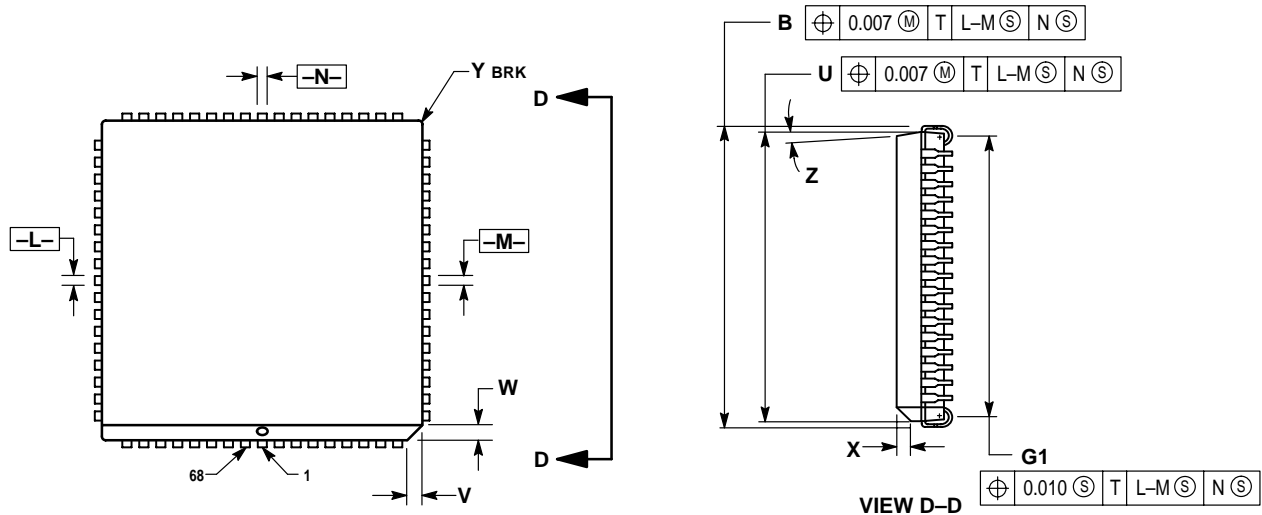 B ⌖ 0.007 Ⓜ T L–M Ⓢ N Ⓢ
–N–
Y BRK
U ⌖ 0.007 Ⓜ T L–M Ⓢ N Ⓢ
D
Z
–L–
–M–
W
D
68
1
V
X
G1
⌖ 0.010 Ⓢ T L–M Ⓢ N Ⓢ
VIEW D–D